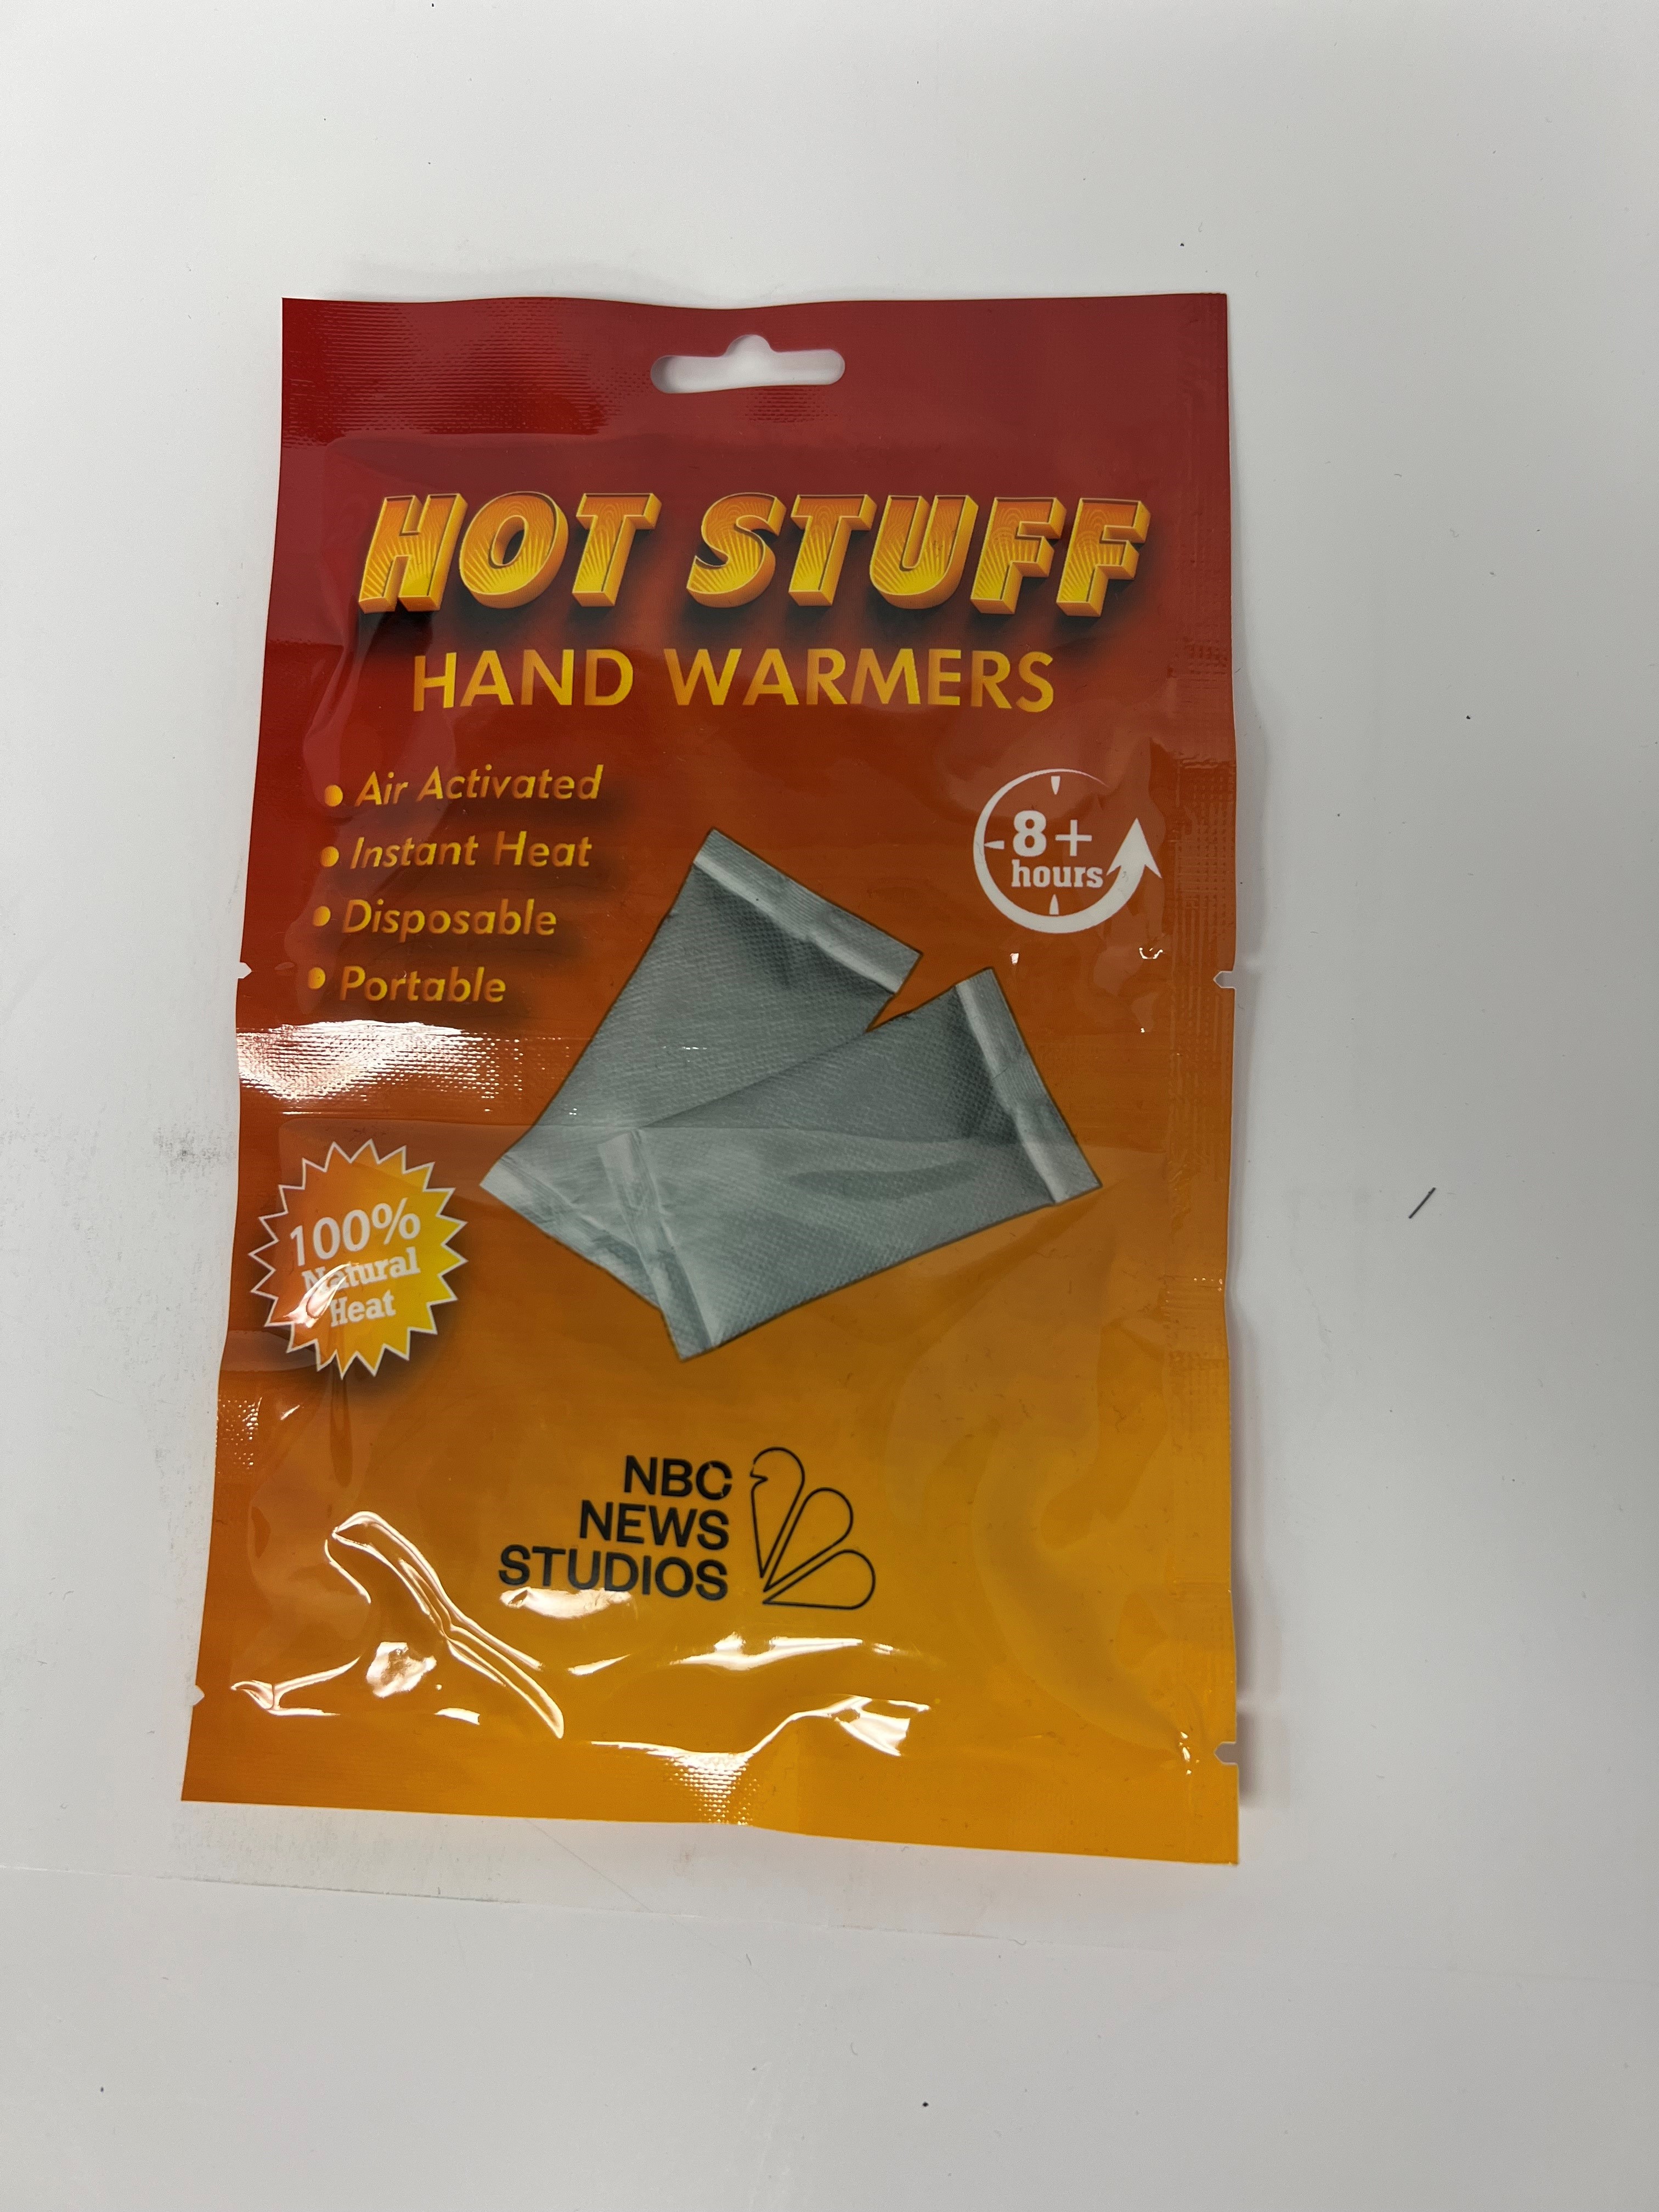 HOT STUFF
HAND WARMERS
• Air Activated
• Instant Heat
• Disposable
• Portable
8+
hours
100%
Natural
Heat
NBC
NEWS
STUDIOS